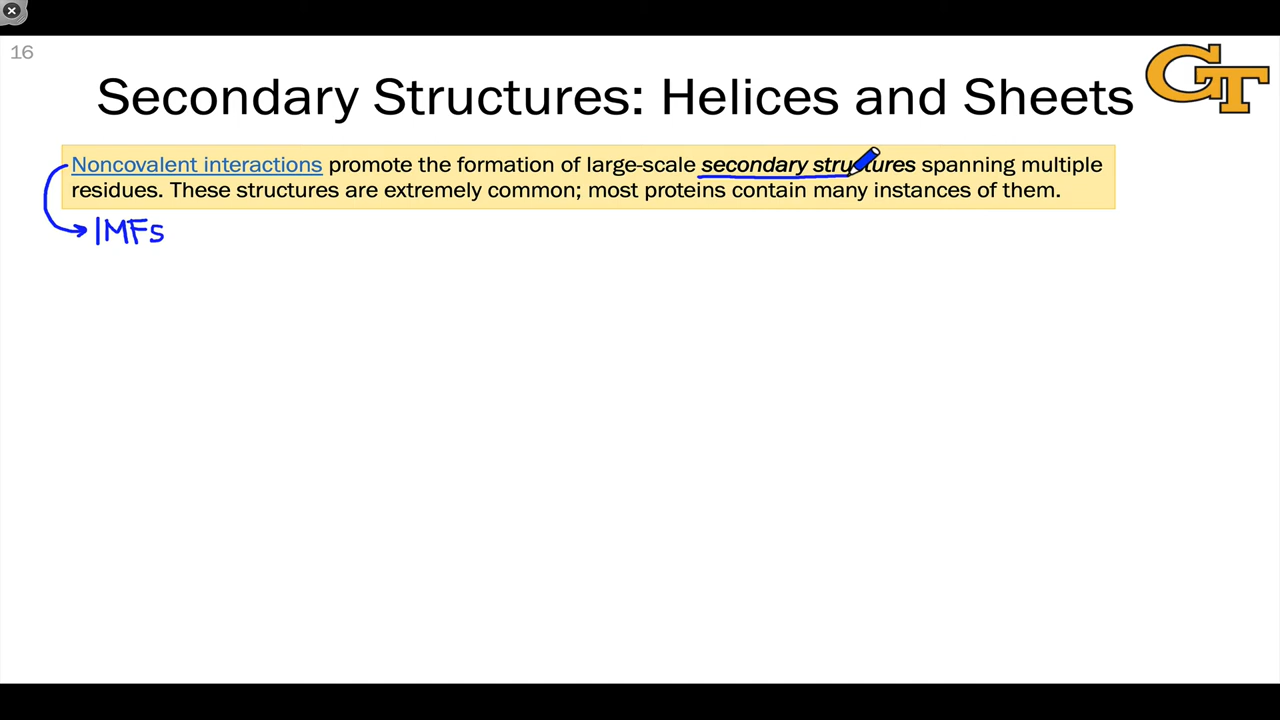 16
GT
Secondary Structures: Helices and Sheets
Noncovalent interactions promote the formation of large-scale secondary structures spanning multiple
residues. These structures are extremely common; most proteins contain many instances of them.
IMFs